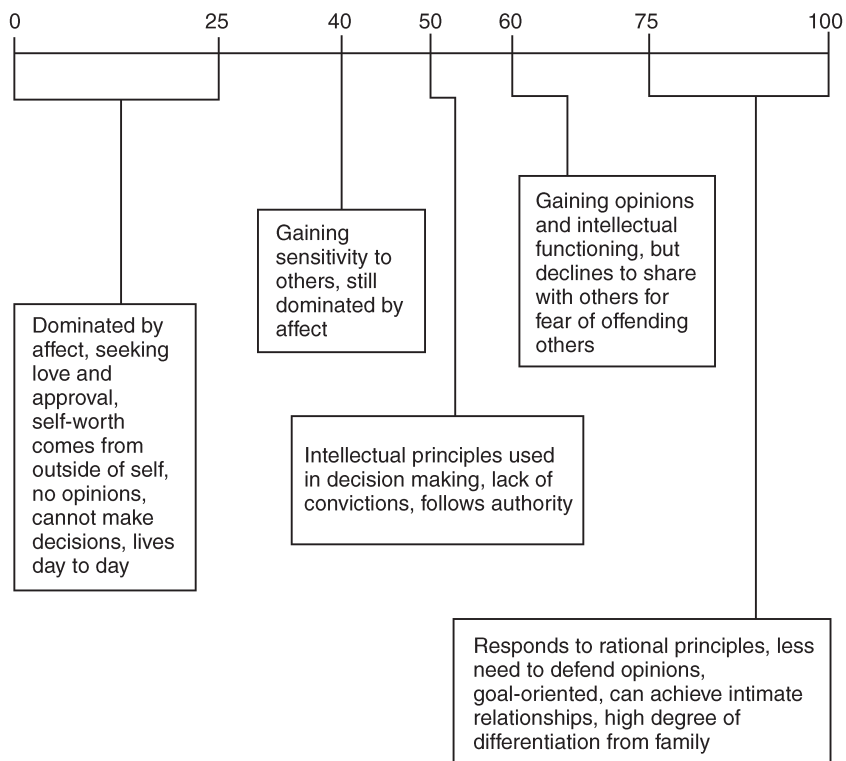 0 25 40 50 60 75 100
Gaining opinions
and intellectual
functioning, but
declines to share
with others for
fear of offending
others
Gaining
sensitivity to
others, still
dominated by
affect
Dominated by
affect, seeking
love and
approval,
self-worth
comes from
outside of self,
no opinions,
cannot make
decisions, lives
day to day
Intellectual principles used
in decision making, lack of
convictions, follows authority
Responds to rational principles, less
need to defend opinions,
goal-oriented, can achieve intimate
relationships, high degree of
differentiation from family